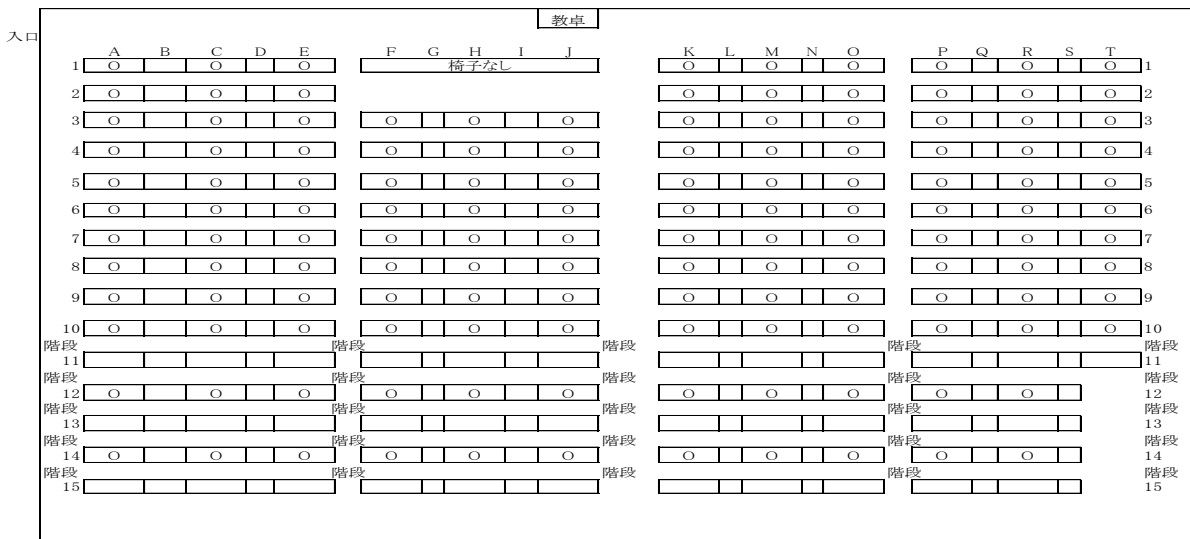 教卓
入口
A B C D E F G H I J K L M N O P Q R S T
1 O O O 椅子なし O O O O O O 1
2 O O O O O O O O O 2
3 O O O O O O O O O O O O 3
4 O O O O O O O O O O O O 4
5 O O O O O O O O O O O O 5
6 O O O O O O O O O O O O 6
7 O O O O O O O O O O O O 7
8 O O O O O O O O O O O O 8
9 O O O O O O O O O O O O 9
10 O O O O O O O O O O O O 10
階段 階段 階段 階段 階段
11 11
階段 階段 階段 階段 階段
12 O O O O O O O O O O O 12
階段 階段 階段 階段 階段
13 13
階段 階段 階段 階段 階段
14 O O O O O O O O O O O 14
階段 階段 階段 階段 階段
15 15